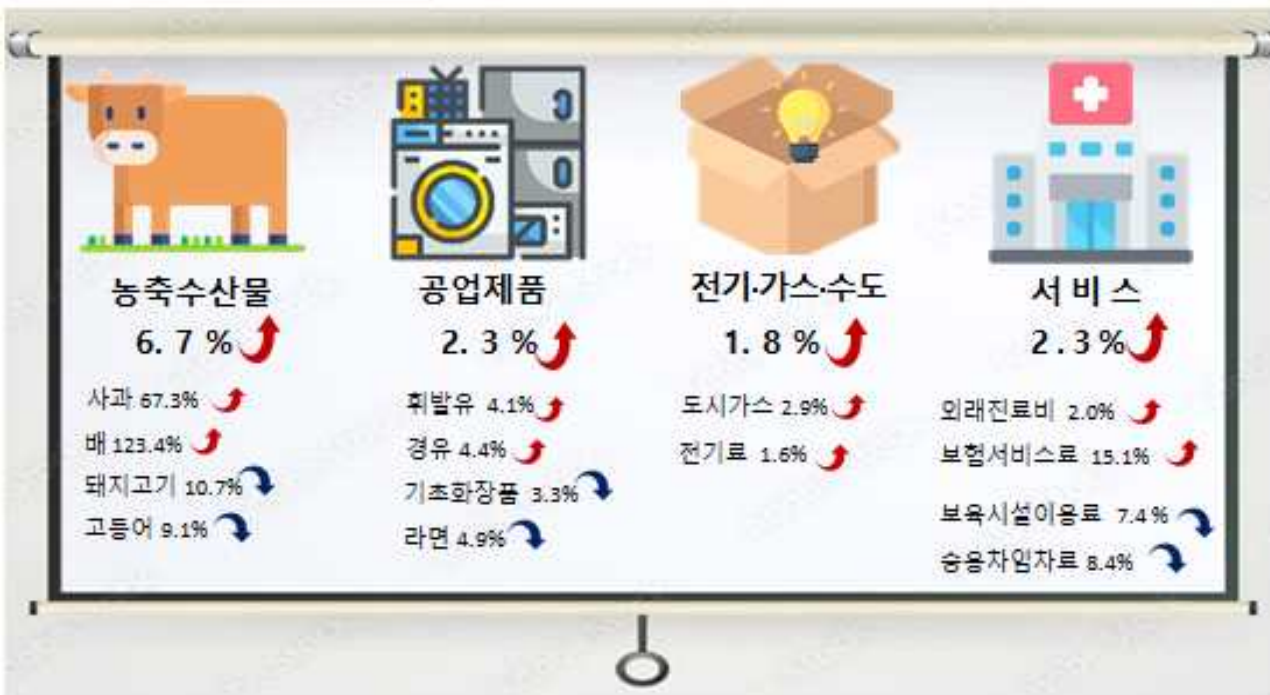 농축수산물
6.7%
사과 67.3%
배 123.4%
돼지고기 10.7%
고등어 9.1%
공업제품
2.3%
휘발유 4.1%
경유 4.4%
기초화장품 3.3%
라면 4.9%
전기·가스·수도
1.8%
도시가스 2.9%
전기료 1.6%
서비스
2.3%
외래진료비 2.0%
보험서비스료 15.1%
보육시설이용료 7.4%
승용차임차료 8.4%